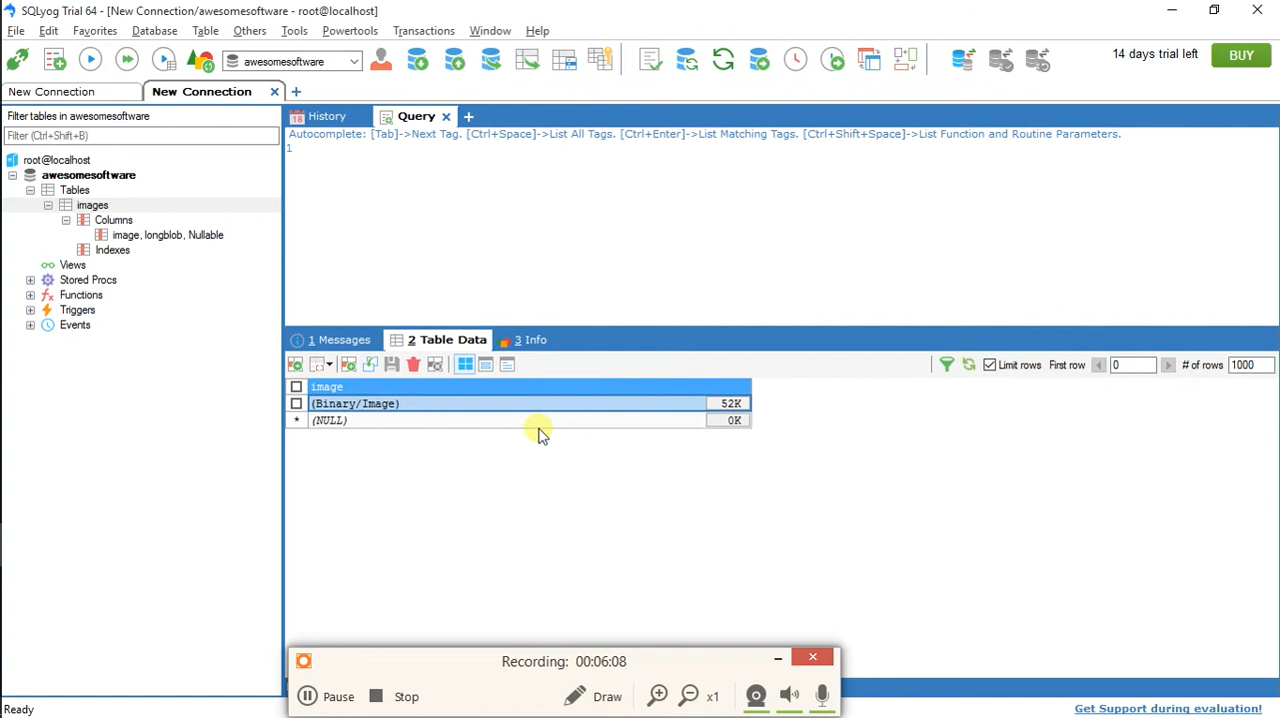 SQLyog Trial 64 - [New Connection/awesomesoftware - root@localhost]
File Edit Favorites Database Table Others Tools Powertools Transactions Window Help
awesomesoftware
14 days trial left
BUY
New Connection
New Connection
Filter tables in awesomesoftware
Filter (Ctrl+Shift+B)
root@localhost
awesomesoftware
Tables
images
Columns
image, longblob, Nullable
Indexes
Views
Stored Procs
Functions
Triggers
Events
18 History
Query
Autocomplete: [Tab]->Next Tag. [Ctrl+Space]->List All Tags. [Ctrl+Enter]->List Matching Tags. [Ctrl+Shift+Space]->List Function and Routine Parameters.
1
1 Messages
2 Table Data
3 Info
Limit rows First row 0 # of rows 1000
image
(Binary/Image) 52K
* (NULL) 0K
Recording: 00:06:08
Pause Stop Draw x1
Ready
Get Support during evaluation!